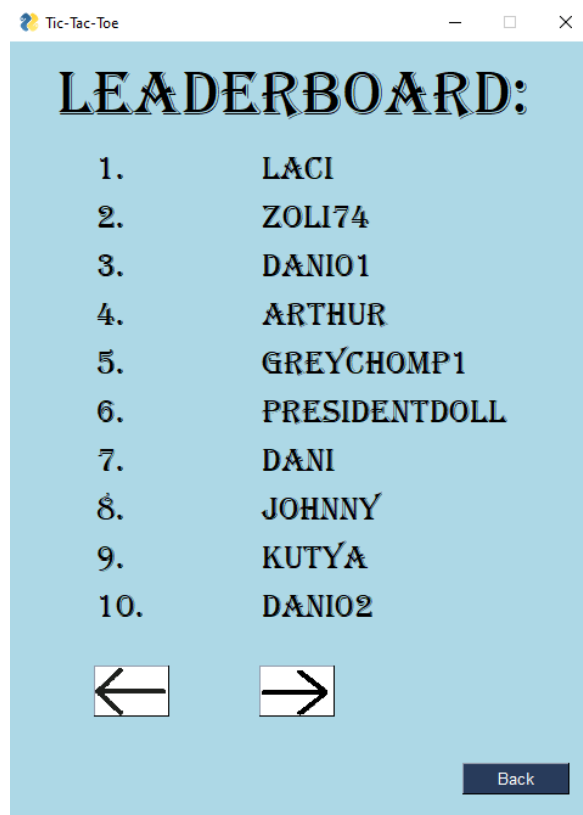 Tic-Tac-Toe
LEADERBOARD:
1. LACI
2. ZOLI74
3. DANI01
4. ARTHUR
5. GREYCHOMP1
6. PRESIDENTDOLL
7. DANI
8. JOHNNY
9. KUTYA
10. DANI02
Back